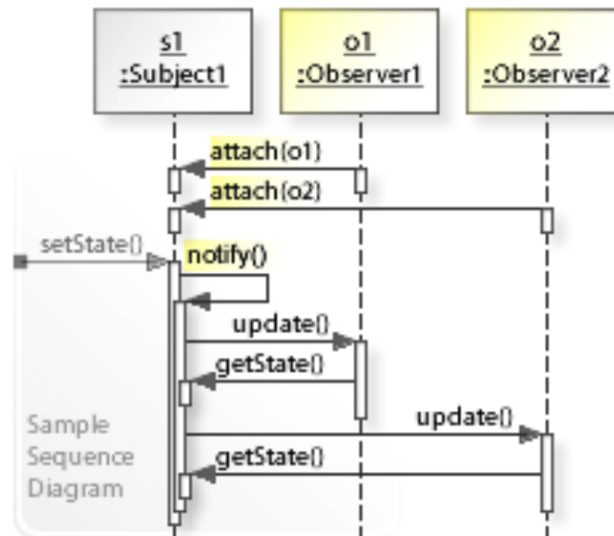 s1
:Subject1
o1
:Observer1
o2
:Observer2
attach(o1)
attach(o2)
setState()
notify()
update()
getState()
update()
getState()
Sample
Sequence
Diagram